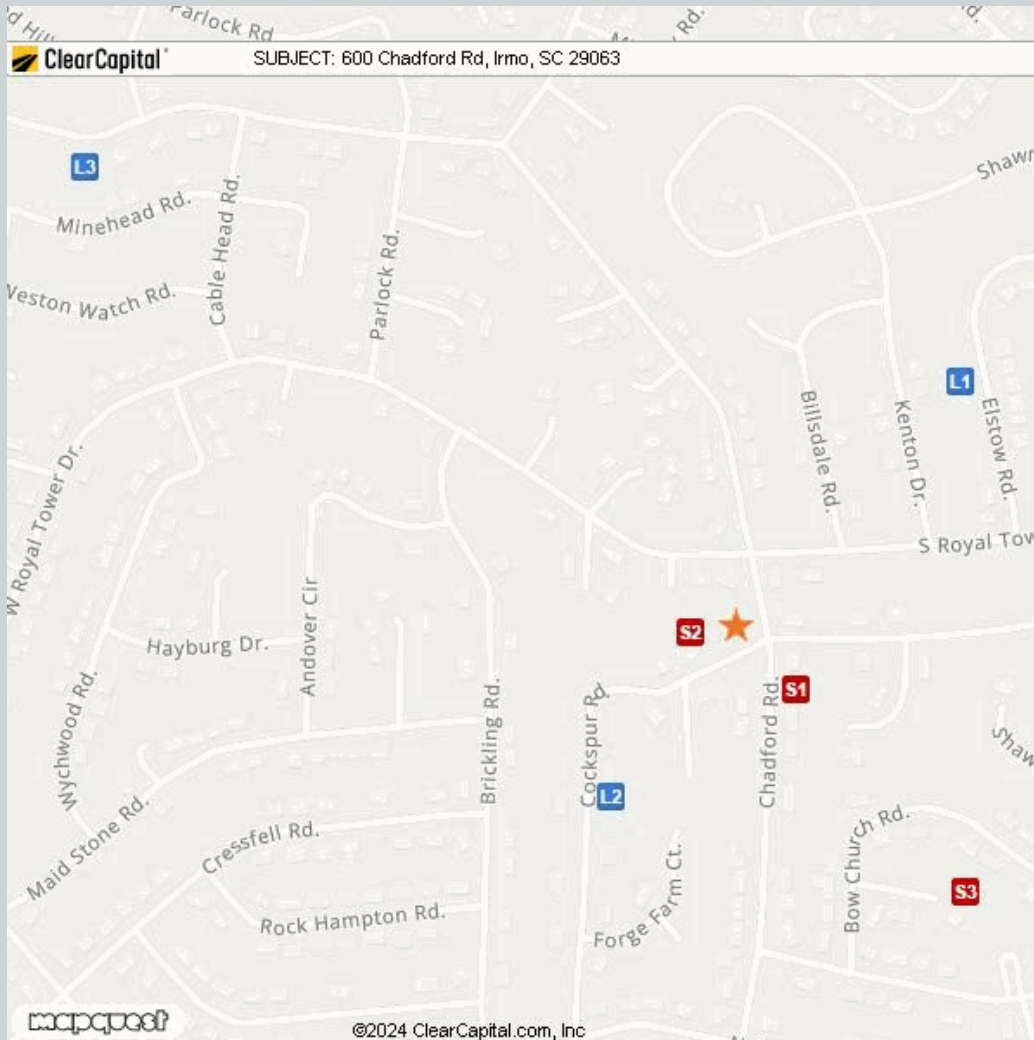 Parlock Rd
Rd.
ClearCapital
SUBJECT: 600 Chadford Rd, Irmo, SC 29063
L3
Minehead Rd.
Cable Head Rd.
Parlock Rd.
Weston Watch Rd.
L1
Billsdale Rd.
Kenton Dr.
Elstow Rd.
W Royal Tower Dr.
S Royal Tow
S2
S1
Hayburg Dr.
Andover Cir
Wychwood Rd.
Brickling Rd.
Cockspur Rd.
Chadford Rd.
L2
Maid Stone Rd.
Cressfell Rd.
Bow Church Rd.
S3
Rock Hampton Rd.
Forge Farm Ct.
mapquest
©2024 ClearCapital.com, Inc